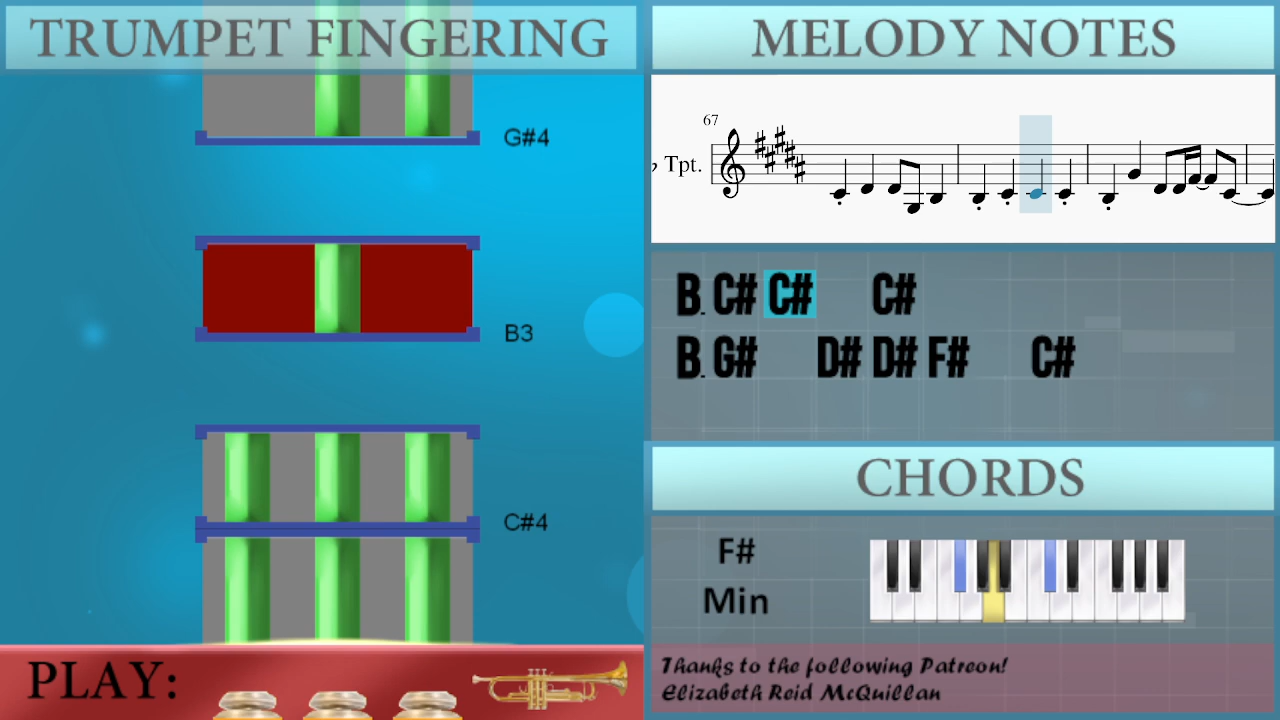 TRUMPET FINGERING
G#4
B3
C#4
PLAY:
MELODY NOTES
67
Tpt.
B. C# C# C#
B. G# D# D# F# C#
CHORDS
F#
Min
Thanks to the following Patreon!
Elizabeth Reid McQuillan